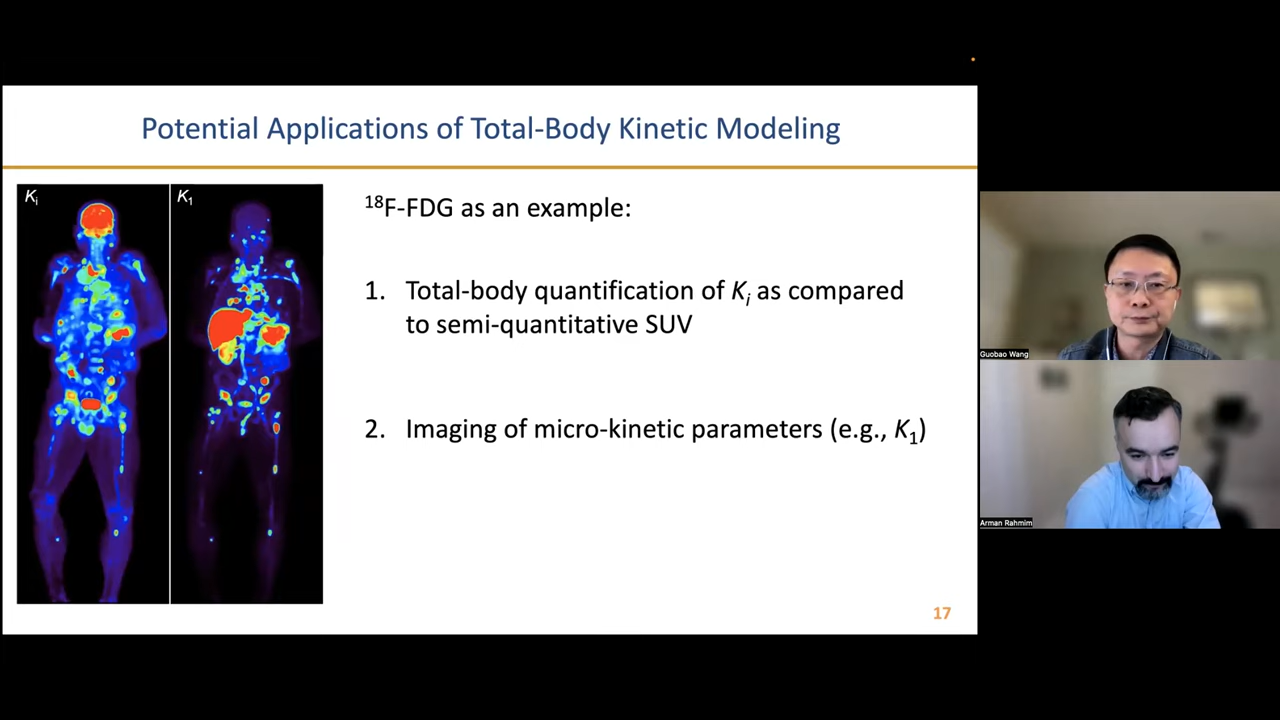 Potential Applications of Total-Body Kinetic Modeling
Ki
K1
¹⁸F-FDG as an example:
1. Total-body quantification of Ki as compared
to semi-quantitative SUV
2. Imaging of micro-kinetic parameters (e.g., K₁)
17
Guobao Wang
Arman Rahmim